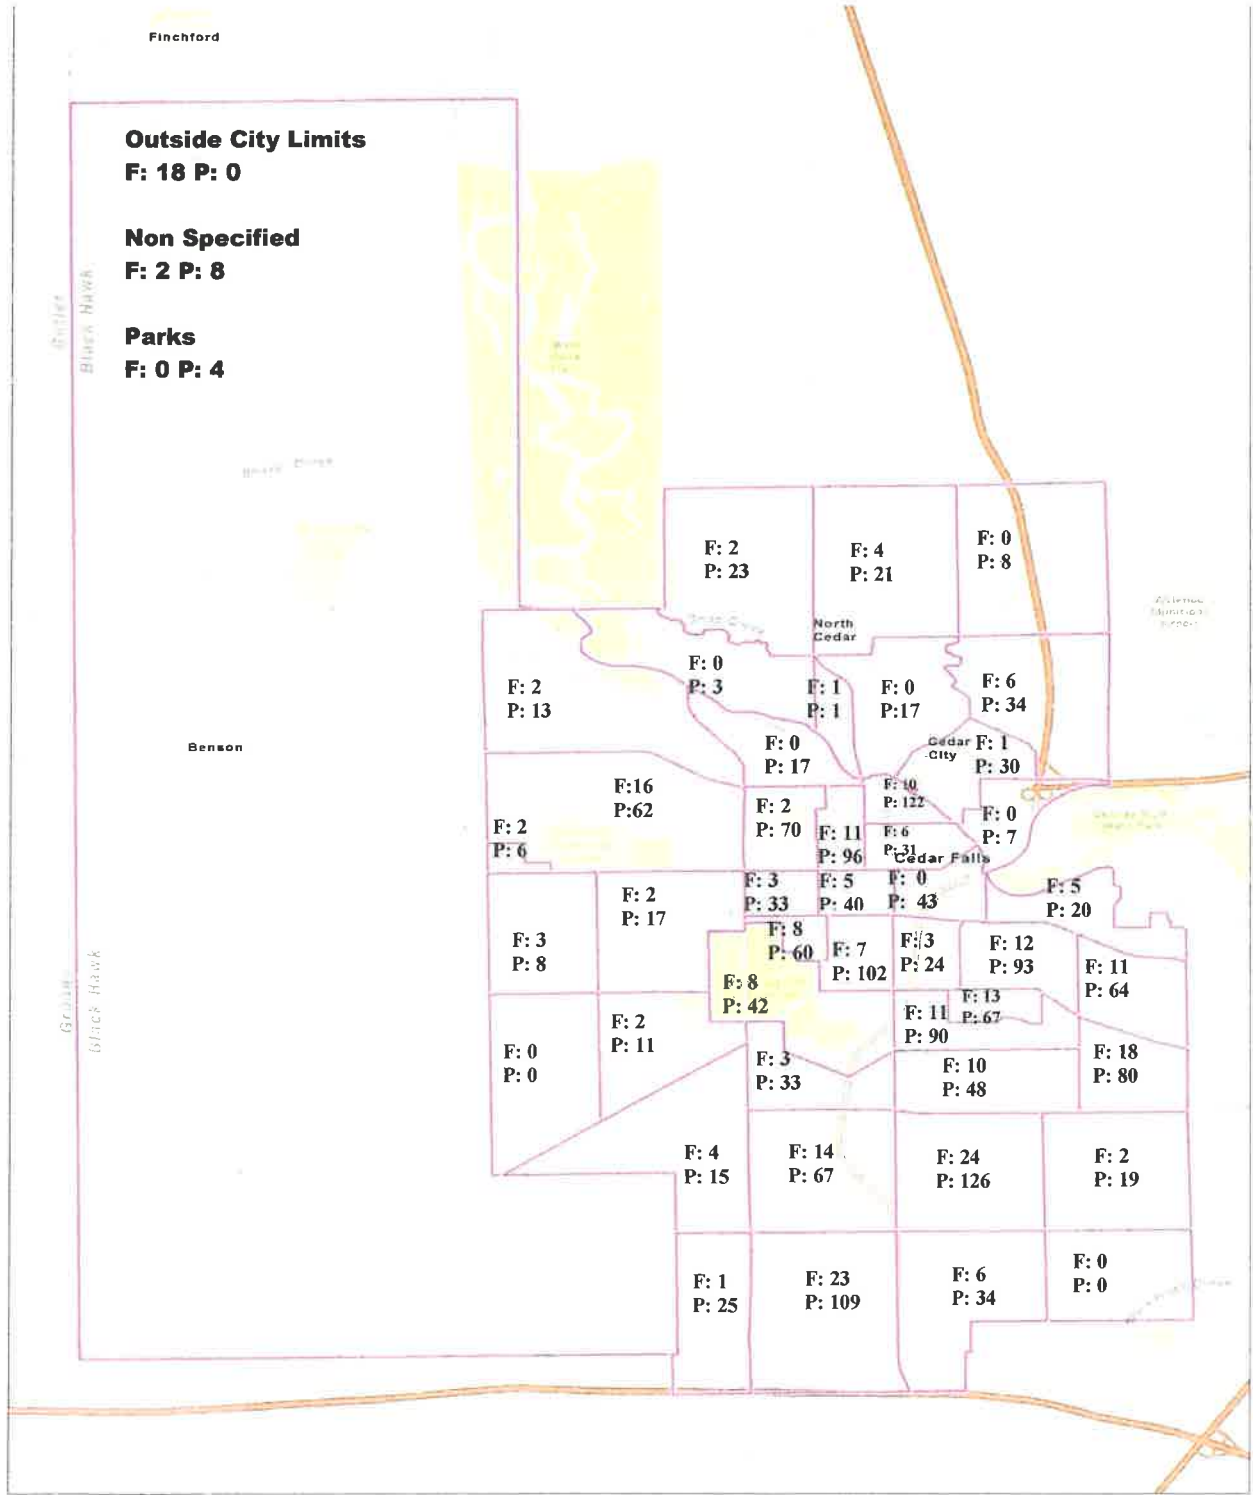 Finchford
Outside City Limits
F: 18 P: 0
Non Specified
F: 2 P: 8
Parks
F: 0 P: 4
Butler
Black Hawk
F: 2
P: 23
F: 4
P: 21
F: 0
P: 8
North
Cedar
F: 2
P: 13
F: 0
P: 3
F: 1
P: 1
F: 0
P:17
F: 6
P: 34
Benson
F: 0
P: 17
Cedar
City
F: 1
P: 30
F:16
P:62
F: 2
P: 6
F: 2
P: 70
F: 11
P: 96
F: 10
P: 122
F: 6
P: 31
F: 0
P: 7
Cedar Falls
F: 3
P: 33
F: 5
P: 40
F: 0
P: 43
F: 5
P: 20
F: 2
P: 17
F: 3
P: 8
F: 8
P: 60
F: 7
P: 102
F: 3
P: 24
F: 12
P: 93
F: 11
P: 64
F: 8
P: 42
F: 11
P: 90
F: 13
P: 67
Grundy
Black Hawk
F: 0
P: 0
F: 2
P: 11
F: 3
P: 33
F: 10
P: 48
F: 18
P: 80
F: 4
P: 15
F: 14
P: 67
F: 24
P: 126
F: 2
P: 19
F: 1
P: 25
F: 23
P: 109
F: 6
P: 34
F: 0
P: 0